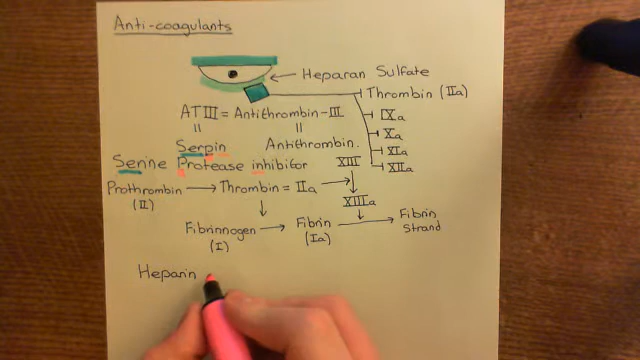 Anti-coagulants
Heparan Sulfate
Thrombin (IIa)
ATIII = Antithrombin-III
IXa
=
=
Xa
Serpin
Antithrombin.
XIa
Serine Protease inhibitor
XIII
XIIa
Prothrombin → Thrombin = IIa →
(II)
XIIIa
Fibrinnogen → Fibrin → Fibrin
(I)
(Ia)
Strand
Heparin